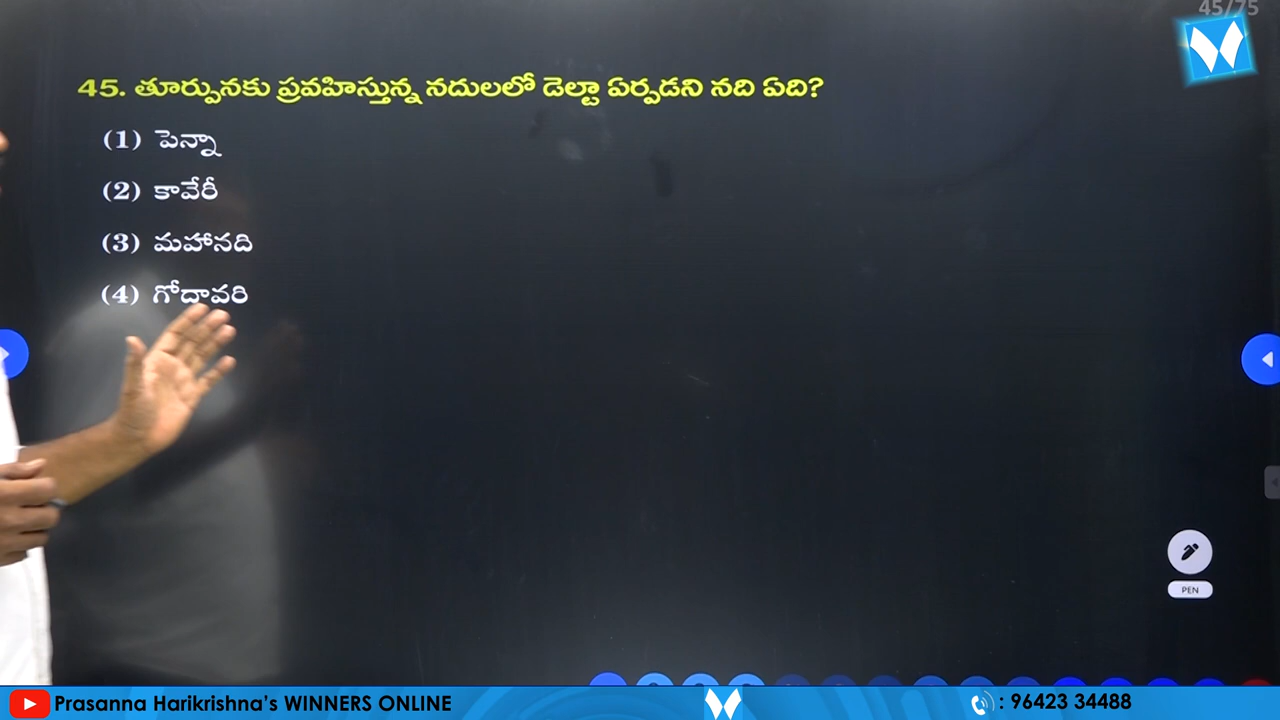 45/75
45. తూర్పునకు ప్రవహిస్తున్న నదులలో డెల్టా ఏర్పడని నది ఏది?
(1) పెన్నా
(2) కావేరీ
(3) మహానది
(4) గోదావరి
PEN
Prasanna Harikrishna's WINNERS ONLINE
: 96423 34488